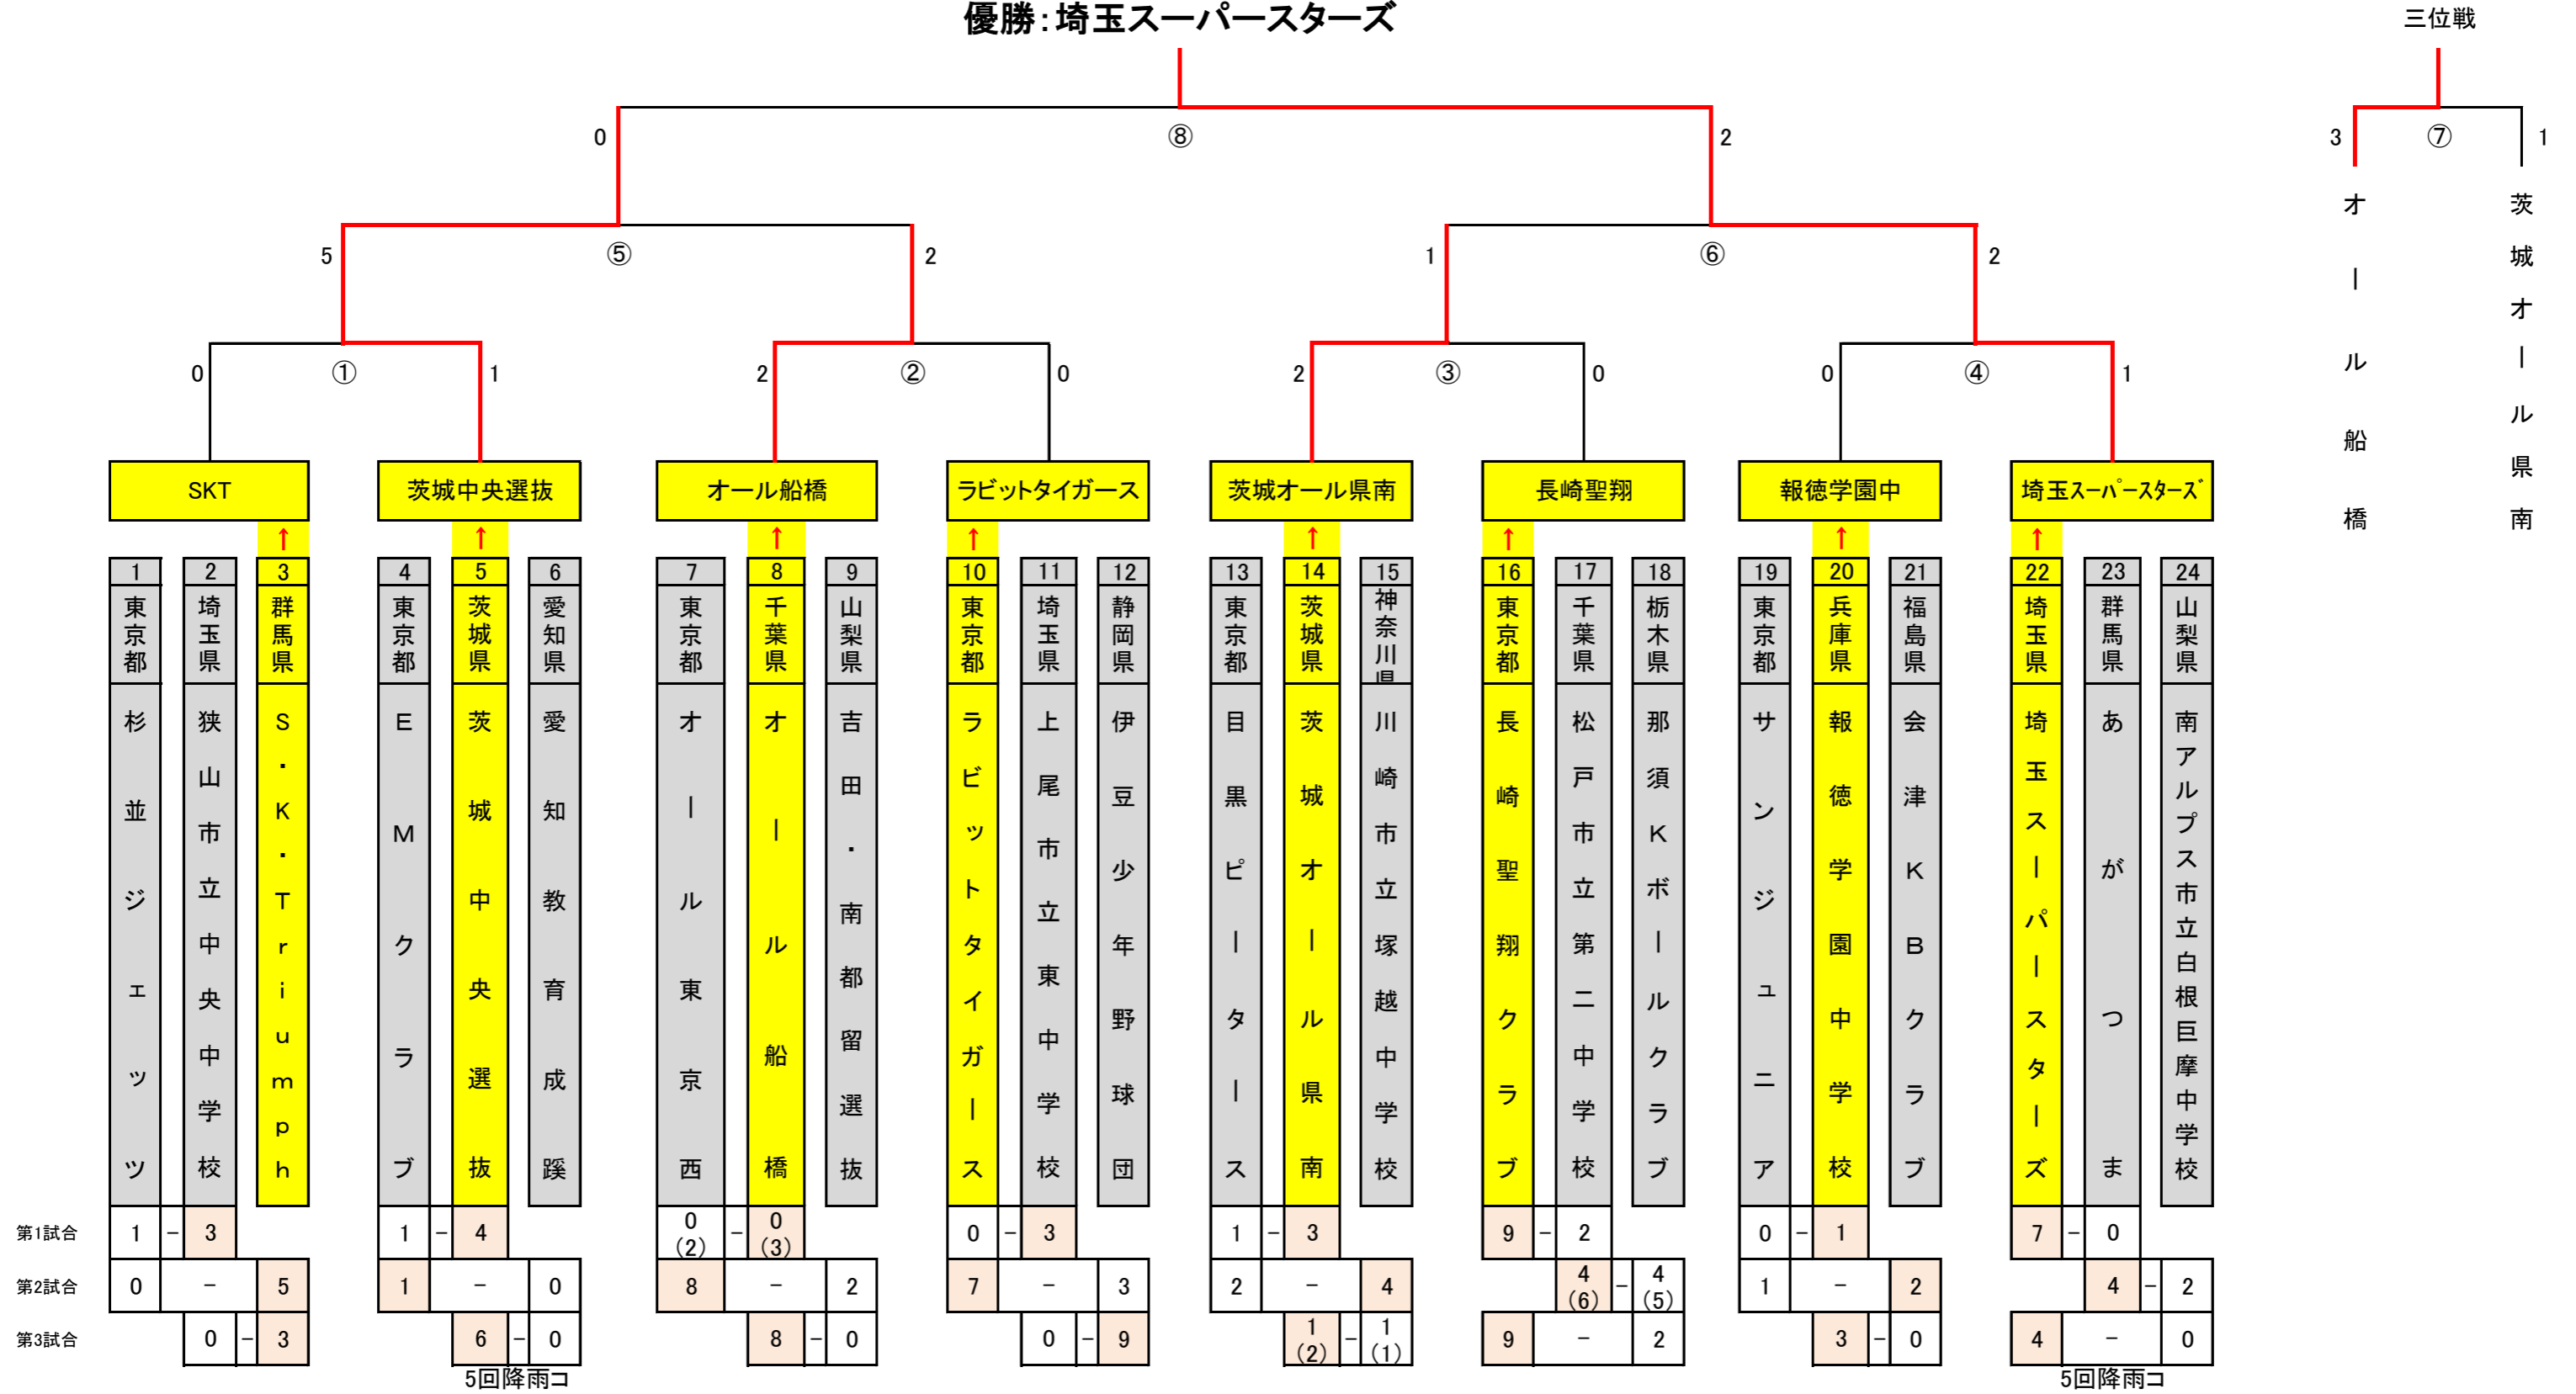 優勝：埼玉スーパースターズ
三位戦
0 ⑧ 2
3 ⑦ 1
オール船橋
茨城オール県南
5 ⑤ 2
1 ⑥ 2
0 ① 1
2 ② 0
2 ③ 0
0 ④ 1
SKT 茨城中央選抜 オール船橋 ラビットタイガース 茨城オール県南 長崎聖翔 報徳学園中 埼玉ｽｰﾊﾟｰｽﾀｰｽﾞ
↑ ↑ ↑ ↑ ↑ ↑ ↑ ↑
1 2 3 4 5 6 7 8 9 10 11 12 13 14 15 16 17 18 19 20 21 22 23 24
東京都 埼玉県 群馬県 東京都 茨城県 愛知県 東京都 千葉県 山梨県 東京都 埼玉県 静岡県 東京都 茨城県 神奈川県 東京都 千葉県 栃木県 東京都 兵庫県 福島県 埼玉県 群馬県 山梨県
杉並ジェッツ
狭山市立中央中学校
S・K・Triumph
EMクラブ
茨城中央選抜
愛知教育成蹊
オール東京西
オール船橋
吉田・南都留選抜
ラビットタイガース
上尾市立東中学校
伊豆少年野球団
目黒ピータース
茨城オール県南
川崎市立塚越中学校
長崎聖翔クラブ
松戸市立第二中学校
那須Kボールクラブ
サンジュニア
報徳学園中学校
会津KBクラブ
埼玉スーパースターズ
あがつま
南アルプス市立白根巨摩中学校
第1試合 1 － 3 1 － 4 0（2） － 0（3） 0 － 3 1 － 3 9 － 2 0 － 1 7 － 0
第2試合 0 － 5 1 － 0 8 － 2 7 － 3 2 － 4 4（6） － 4（5） 1 － 2 4 － 2
第3試合 0 － 3 6 － 0 8 － 0 0 － 9 1（2） － 1（1） 9 － 2 3 － 0 4 － 0
5回降雨コ 5回降雨コ